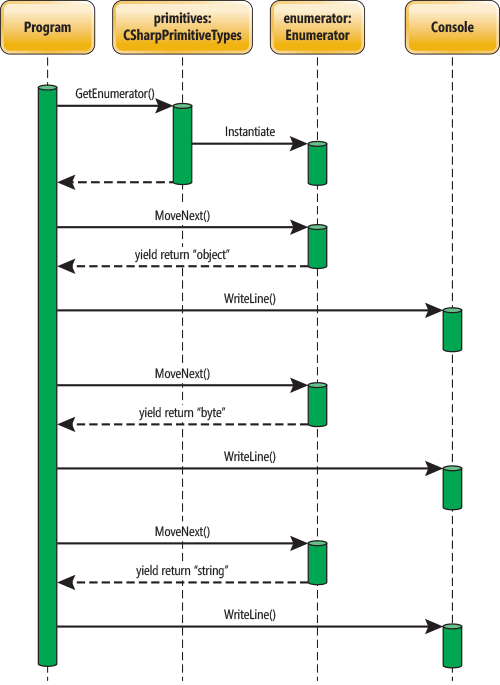 Program
primitives:
CSharpPrimitiveTypes
enumerator:
Enumerator
Console
GetEnumerator()
Instantiate
MoveNext()
yield return “object”
WriteLine()
MoveNext()
yield return “byte”
WriteLine()
MoveNext()
yield return “string”
WriteLine()